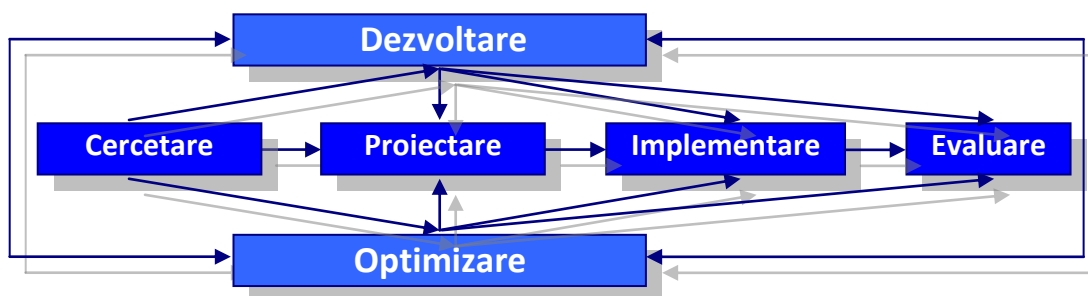 Dezvoltare
Cercetare
Proiectare
Implementare
Evaluare
Optimizare